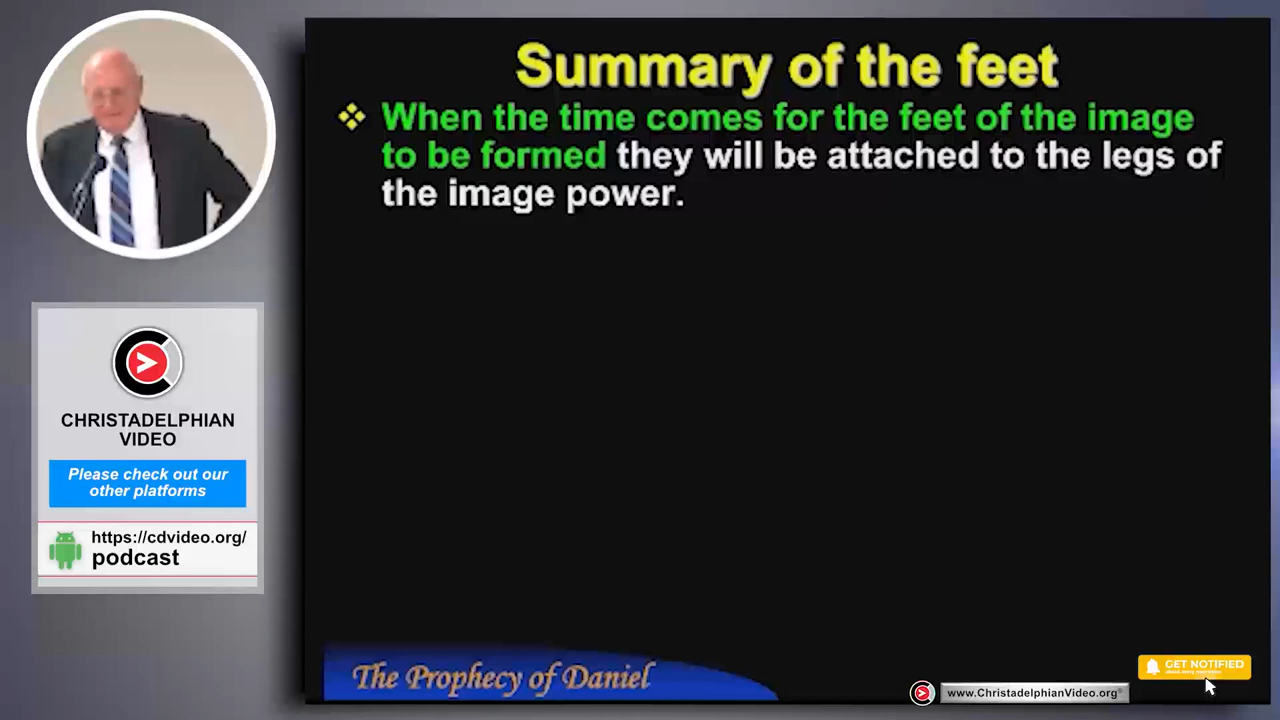 Summary of the feet
❖ When the time comes for the feet of the image
to be formed they will be attached to the legs of
the image power.
CHRISTADELPHIAN
VIDEO
Please check out our
other platforms
https://cdvideo.org/
podcast
The Prophecy of Daniel
www.ChristadelphianVideo.org
GET NOTIFIED